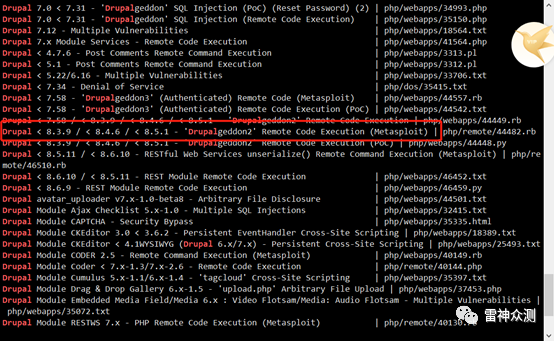 Drupal 7.0 < 7.31 - 'Drupalgeddon' SQL Injection (PoC) (Reset Password) (2) | php/webapps/34993.php
Drupal 7.0 < 7.31 - 'Drupalgeddon' SQL Injection (Remote Code Execution) | php/webapps/35150.php
Drupal 7.12 - Multiple Vulnerabilities | php/webapps/18564.txt
Drupal 7.x Module Services - Remote Code Execution | php/webapps/41564.php
Drupal < 4.7.6 - Post Comments Remote Command Execution | php/webapps/3313.pl
Drupal < 5.1 - Post Comments Remote Command Execution | php/webapps/3312.pl
Drupal < 5.22/6.16 - Multiple Vulnerabilities | php/webapps/33706.txt
Drupal < 7.34 - Denial of Service | php/dos/35415.txt
Drupal < 7.58 - 'Drupalgeddon3' (Authenticated) Remote Code (Metasploit) | php/webapps/44557.rb
Drupal < 7.58 - 'Drupalgeddon3' (Authenticated) Remote Code Execution (PoC) | php/webapps/44542.txt
Drupal < 7.58 / < 8.3.9 / < 8.4.6 / < 8.5.1 - 'Drupalgeddon2' Remote Code Execution | php/webapps/44449.rb
Drupal < 8.3.9 / < 8.4.6 / < 8.5.1 - 'Drupalgeddon2' Remote Code Execution (Metasploit) | php/remote/44482.rb
Drupal < 8.3.9 / < 8.4.6 / < 8.5.1 - 'Drupalgeddon2' Remote Code Execution (PoC) | php/webapps/44448.py
Drupal < 8.5.11 / < 8.6.10 - RESTful Web Services unserialize() Remote Command Execution (Metasploit) | php/re
mote/46510.rb
Drupal < 8.6.10 / < 8.5.11 - REST Module Remote Code Execution | php/webapps/46452.txt
Drupal < 8.6.9 - REST Module Remote Code Execution | php/webapps/46459.py
Drupal avatar_uploader v7.x-1.0-beta8 - Arbitrary File Disclosure | php/webapps/44501.txt
Drupal Module Ajax Checklist 5.x-1.0 - Multiple SQL Injections | php/webapps/32415.txt
Drupal Module CAPTCHA - Security Bypass | php/webapps/35335.html
Drupal Module CKEditor 3.0 < 3.6.2 - Persistent EventHandler Cross-Site Scripting | php/webapps/18389.txt
Drupal Module CKEditor < 4.1WYSIWYG (Drupal 6.x/7.x) - Persistent Cross-Site Scripting | php/webapps/25493.txt
Drupal Module CODER 2.5 - Remote Command Execution (Metasploit) | php/webapps/40149.rb
Drupal Module Coder < 7.x-1.3/7.x-2.6 - Remote Code Execution | php/remote/40144.php
Drupal Module Cumulus 5.x-1.1/6.x-1.4 - 'tagcloud' Cross-Site Scripting | php/webapps/35397.txt
Drupal Module Drag & Drop Gallery 6.x-1.5 - 'upload.php' Arbitrary File Upload | php/webapps/37453.php
Drupal Module Embedded Media Field/Media 6.x : Video Flotsam/Media: Audio Flotsam - Multiple Vulnerabilities |
php/webapps/35072.txt
Drupal Module RESTWS 7.x - PHP Remote Code Execution (Metasploit) | php/remote/40130.rb
雷神众测